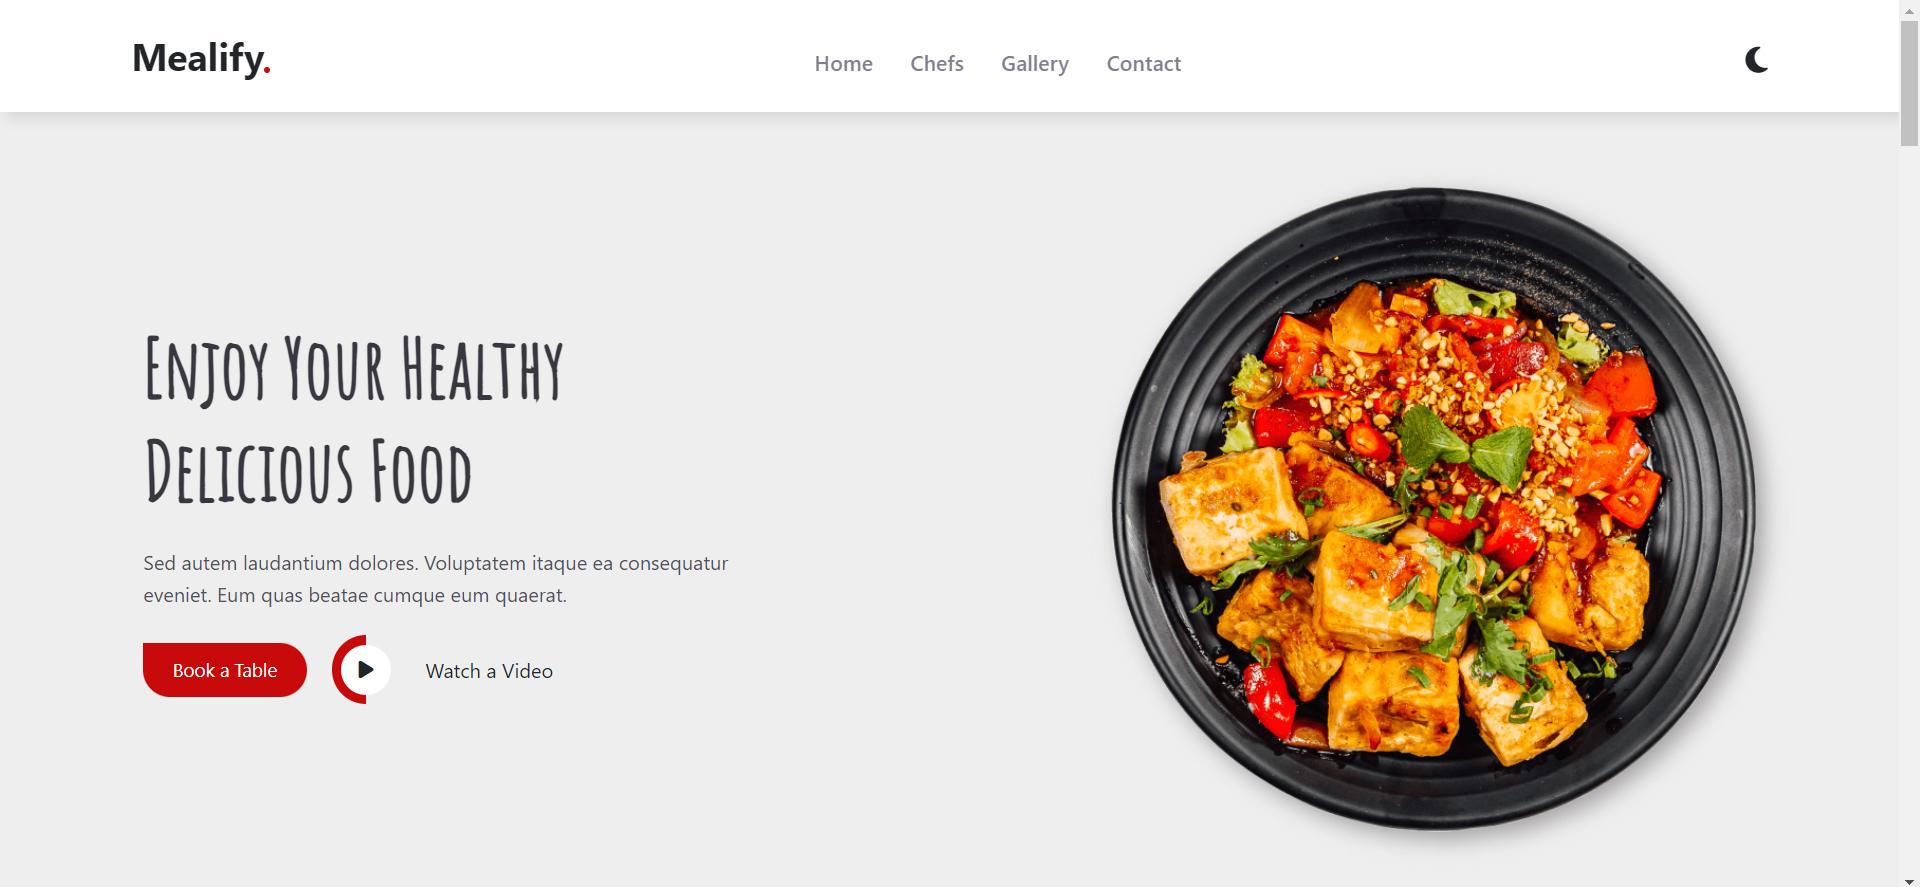 Mealify.
Home Chefs Gallery Contact
Enjoy Your Healthy
Delicious Food
Sed autem laudantium dolores. Voluptatem itaque ea consequatur
eveniet. Eum quas beatae cumque eum quaerat.
Book a Table
Watch a Video